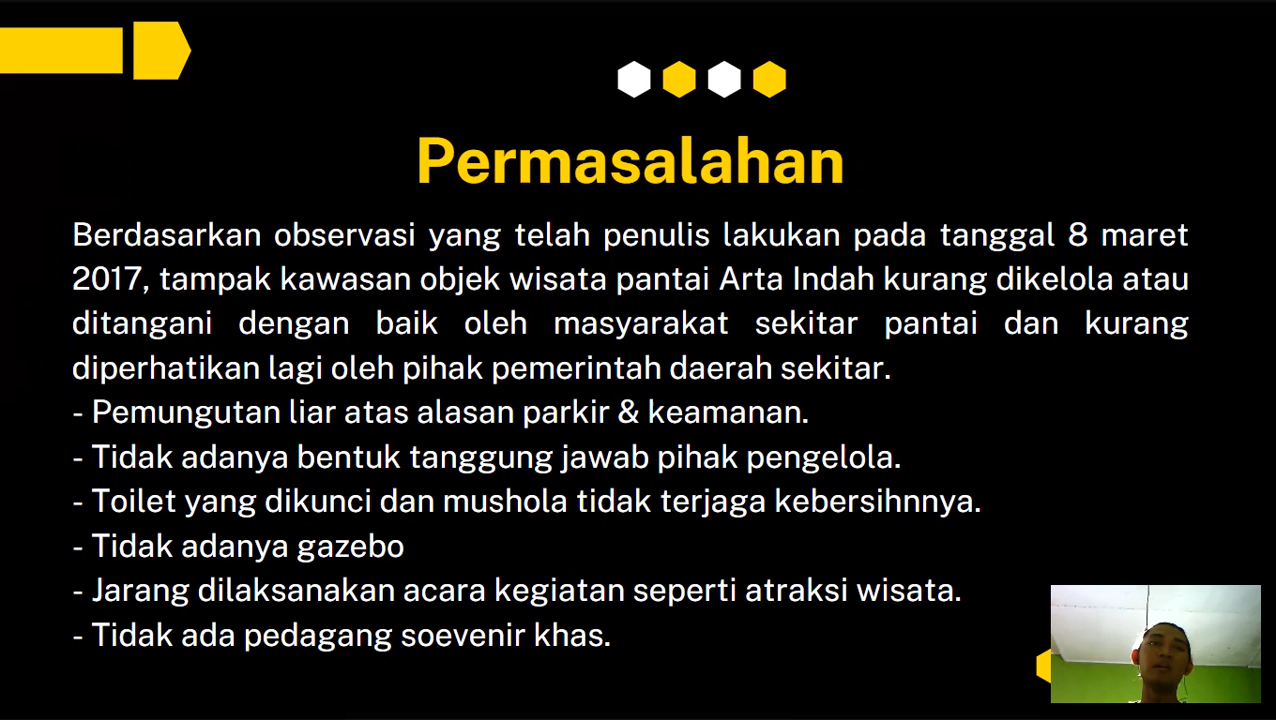 Permasalahan
Berdasarkan observasi yang telah penulis lakukan pada tanggal 8 maret
2017, tampak kawasan objek wisata pantai Arta Indah kurang dikelola atau
ditangani dengan baik oleh masyarakat sekitar pantai dan kurang
diperhatikan lagi oleh pihak pemerintah daerah sekitar.
- Pemungutan liar atas alasan parkir & keamanan.
- Tidak adanya bentuk tanggung jawab pihak pengelola.
- Toilet yang dikunci dan mushola tidak terjaga kebersihnnya.
- Tidak adanya gazebo
- Jarang dilaksanakan acara kegiatan seperti atraksi wisata.
- Tidak ada pedagang soevenir khas.